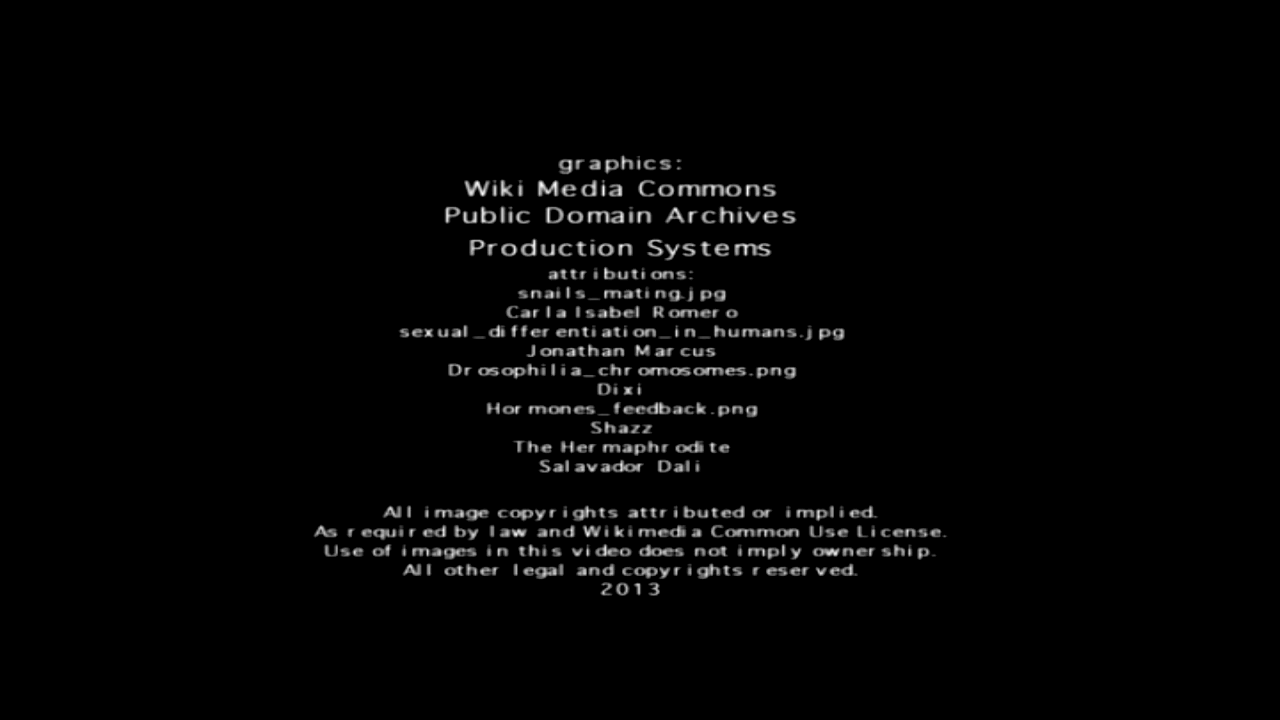 graphics:
Wiki Media Commons
Public Domain Archives
Production Systems
attributions:
snails_mating.jpg
Carla Isabel Romero
sexual_differentiation_in_humans.jpg
Jonathan Marcus
Drosophilia_chromosomes.png
Dixi
Hormones_feedback.png
Shazz
The Hermaphrodite
Salavador Dali
All image copyrights attributed or implied.
As required by law and Wikimedia Common Use License.
Use of images in this video does not imply ownership.
All other legal and copyrights reserved.
2013